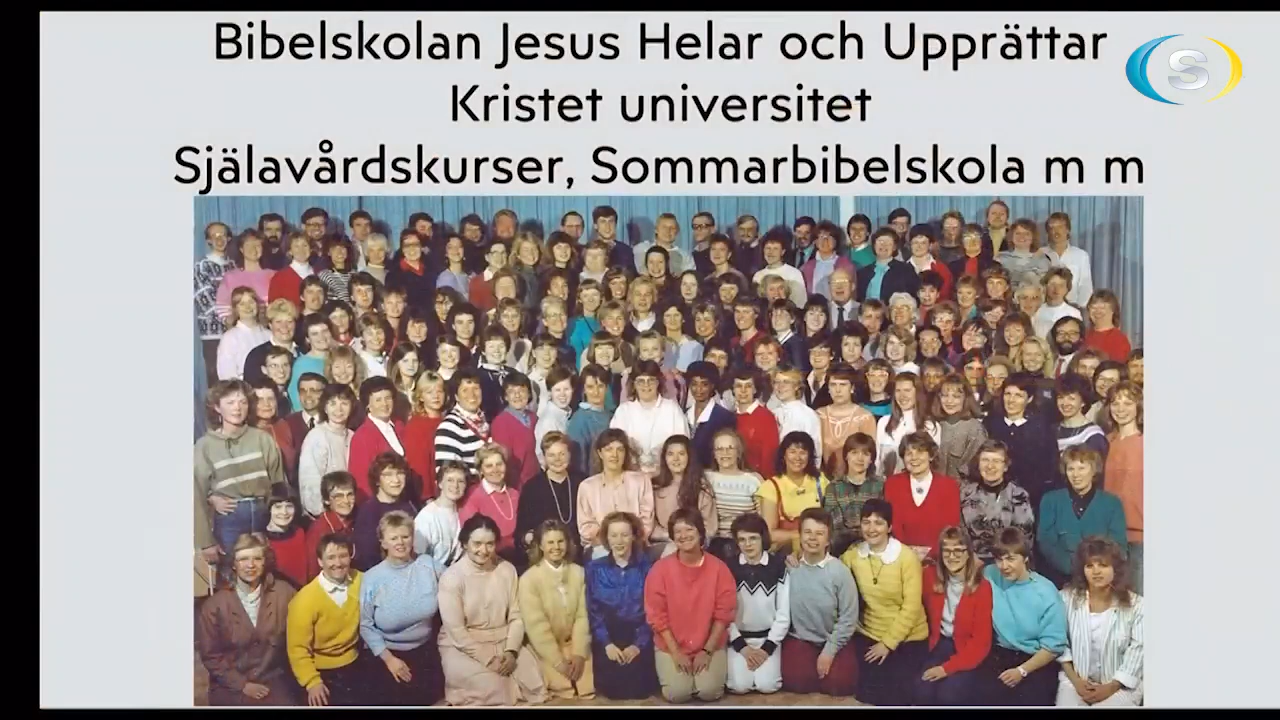 Bibelskolan Jesus Helar och Upprättar
Kristet universitet
Själavårdskurser, Sommarbibelskola m m
S